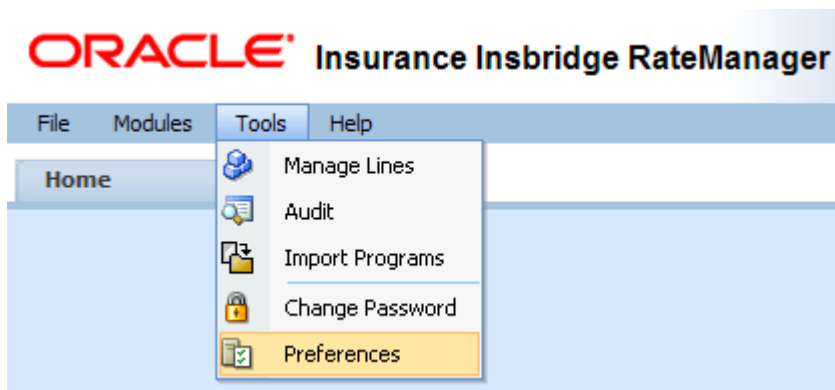 ORACLE Insurance Insbridge RateManager
File Modules Tools Help
Home
Manage Lines
Audit
Import Programs
Change Password
Preferences